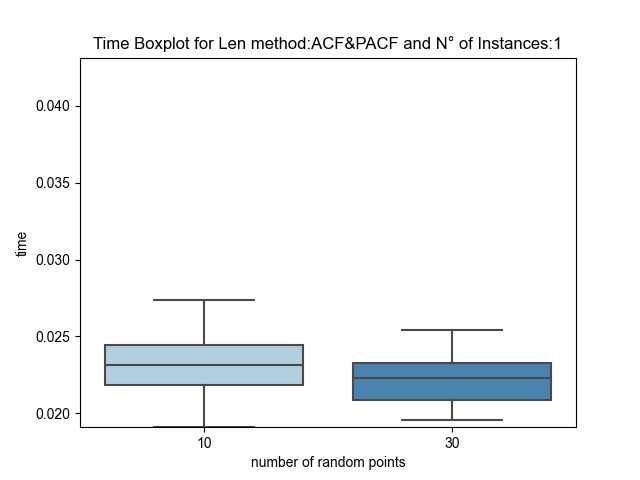 Time Boxplot for Len method:ACF&PACF and N° of Instances:1
0.040
0.035
0.030
0.025
0.020
time
10
30
number of random points